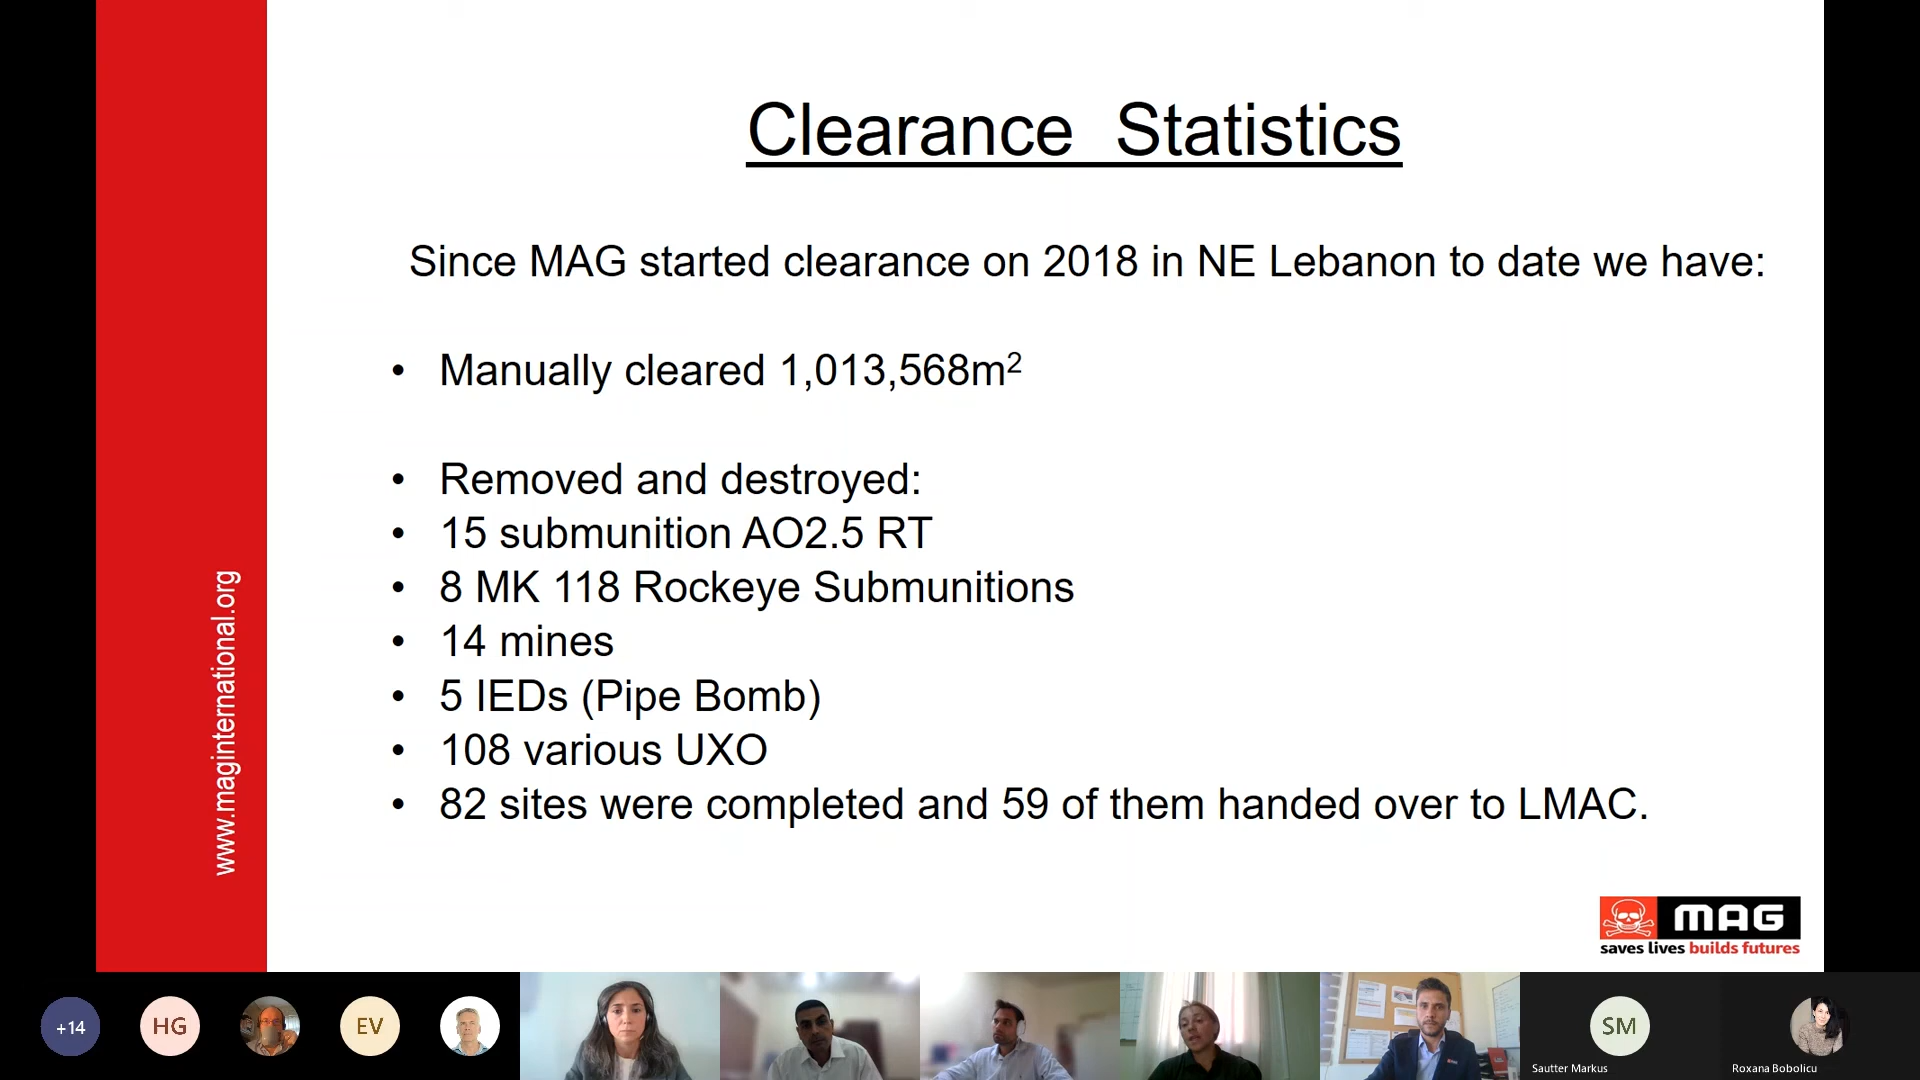 Clearance Statistics
Since MAG started clearance on 2018 in NE Lebanon to date we have:
• Manually cleared 1,013,568m²
• Removed and destroyed:
• 15 submunition AO2.5 RT
• 8 MK 118 Rockeye Submunitions
• 14 mines
• 5 IEDs (Pipe Bomb)
• 108 various UXO
• 82 sites were completed and 59 of them handed over to LMAC.
www.maginternational.org
MAG
saves lives builds futures
+14
HG
EV
SM
Sautter Markus
Roxana Bobolicu